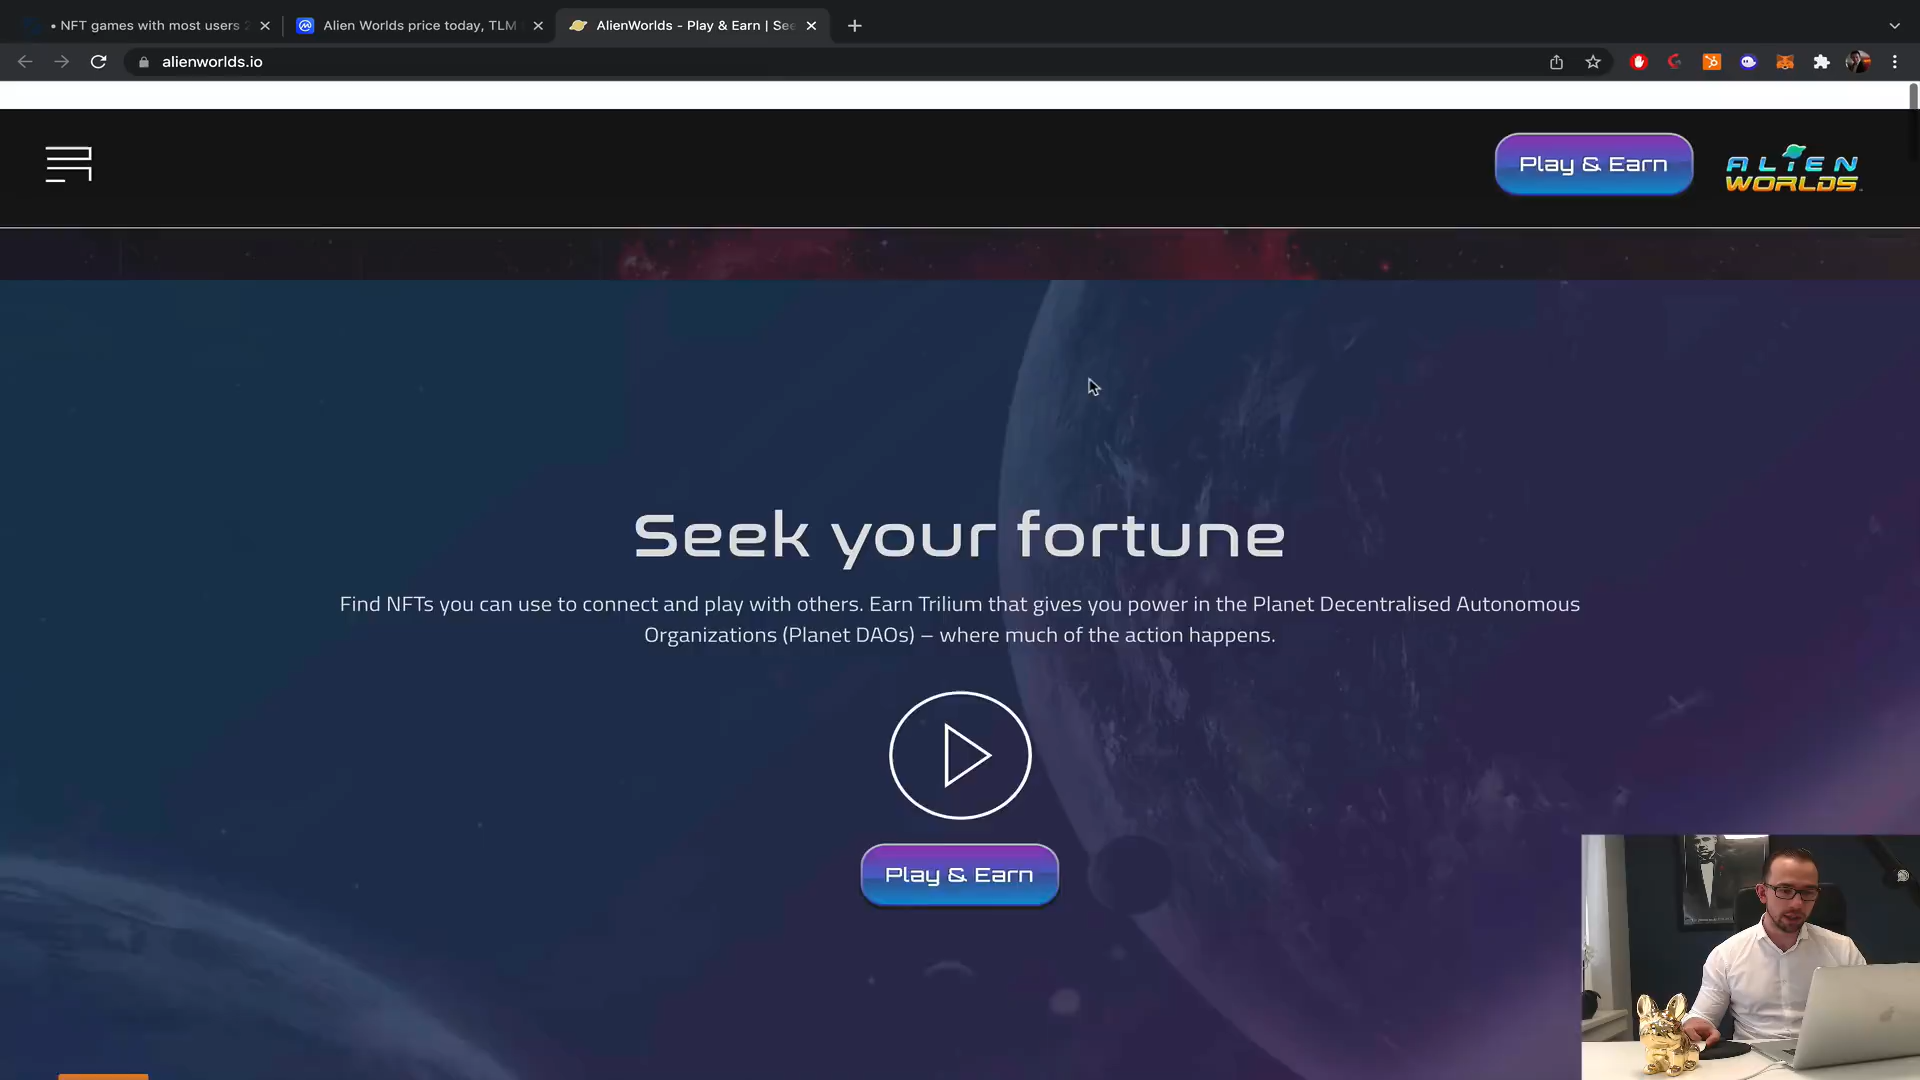 • NFT games with most users 2
Alien Worlds price today, TLM
AlienWorlds - Play & Earn | See
alienworlds.io
Play & Earn
ALIEN
WORLDS
Seek your fortune
Find NFTs you can use to connect and play with others. Earn Trilium that gives you power in the Planet Decentralised Autonomous
Organizations (Planet DAOs) – where much of the action happens.
Play & Earn